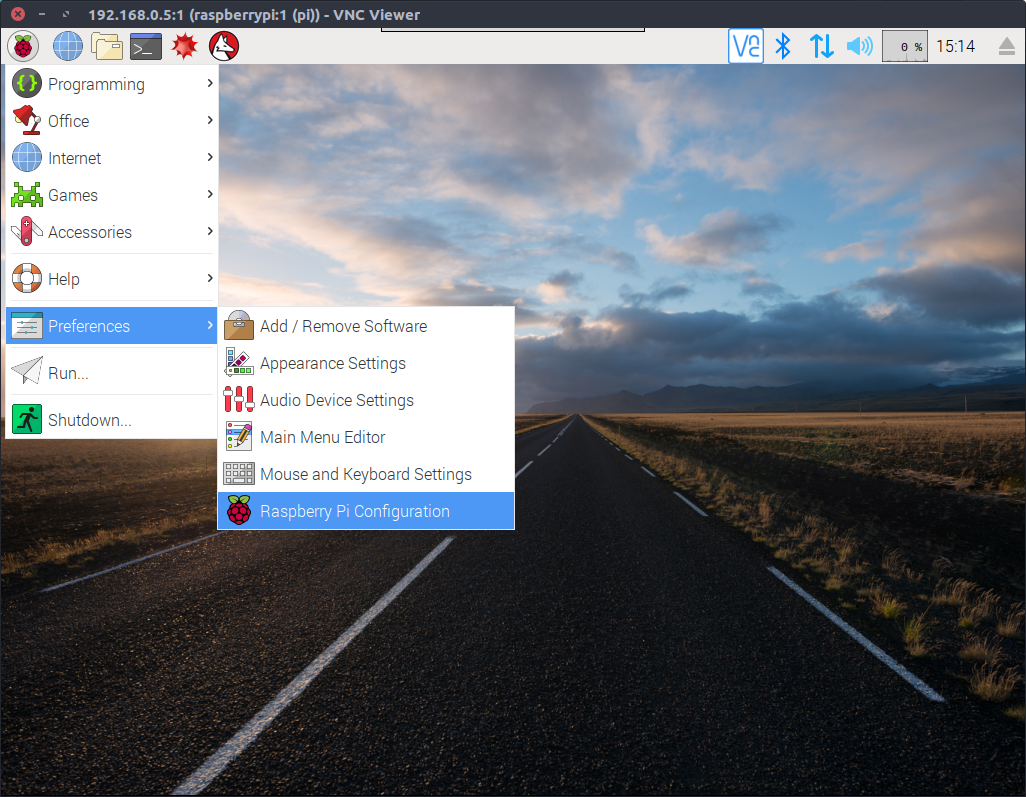 192.168.0.5:1 (raspberrypi:1 (pi)) - VNC Viewer
0 % 15:14
Programming
Office
Internet
Games
Accessories
Help
Preferences
Run...
Shutdown...
Add / Remove Software
Appearance Settings
Audio Device Settings
Main Menu Editor
Mouse and Keyboard Settings
Raspberry Pi Configuration